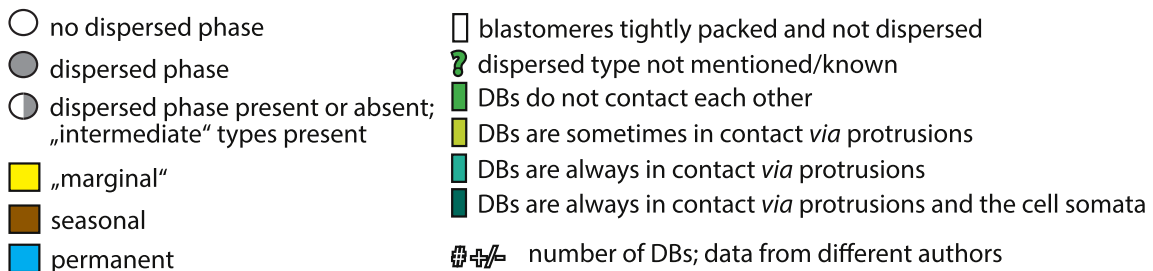 no dispersed phase
dispersed phase
dispersed phase present or absent;
„intermediate“ types present
„marginal“
seasonal
permanent
blastomeres tightly packed and not dispersed
? dispersed type not mentioned/known
DBs do not contact each other
DBs are sometimes in contact via protrusions
DBs are always in contact via protrusions
DBs are always in contact via protrusions and the cell somata
#+/- number of DBs; data from different authors